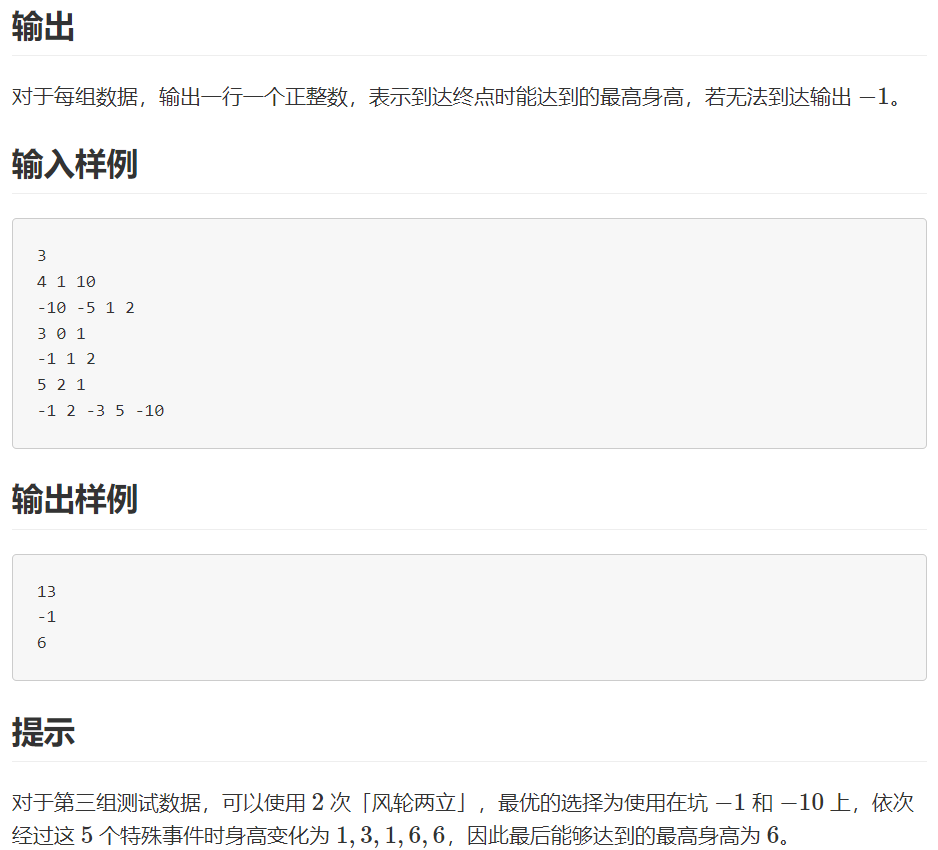 输出
对于每组数据，输出一行一个正整数，表示到达终点时能达到的最高身高，若无法到达输出 −1。
输入样例
3
4 1 10
-10 -5 1 2
3 0 1
-1 1 2
5 2 1
-1 2 -3 5 -10
输出样例
13
-1
6
提示
对于第三组测试数据，可以使用 2 次「风轮两立」，最优的选择为使用在坑 −1 和 −10 上，依次
经过这 5 个特殊事件时身高变化为 1, 3, 1, 6, 6，因此最后能够达到的最高身高为 6。